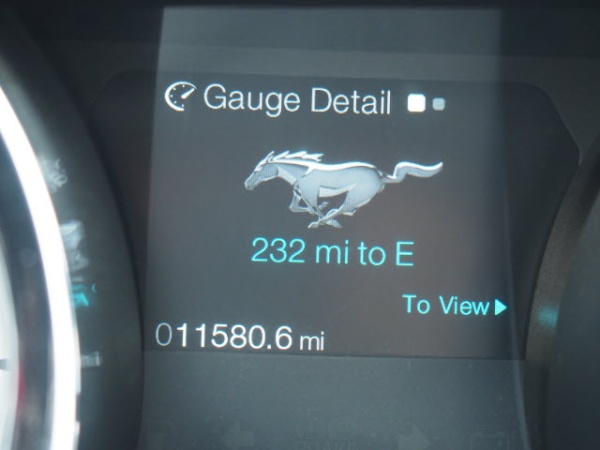 Gauge Detail
232 mi to E
To View
011580.6 mi